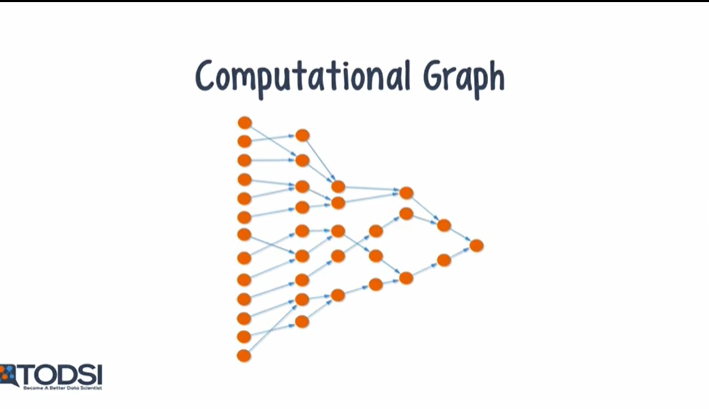 Computational Graph
TODSI
Become A Better Data Scientist